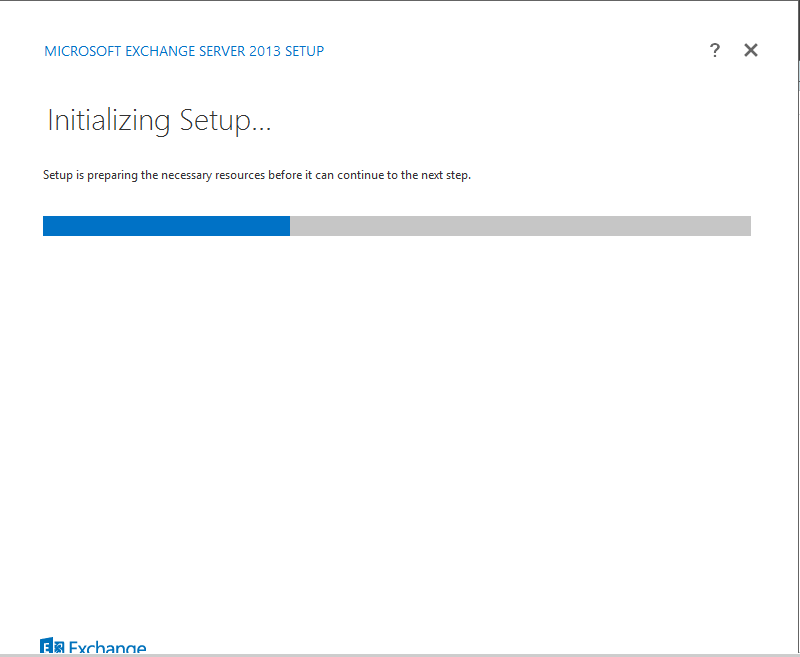 MICROSOFT EXCHANGE SERVER 2013 SETUP
?
Initializing Setup...
Setup is preparing the necessary resources before it can continue to the next step.
Exchange